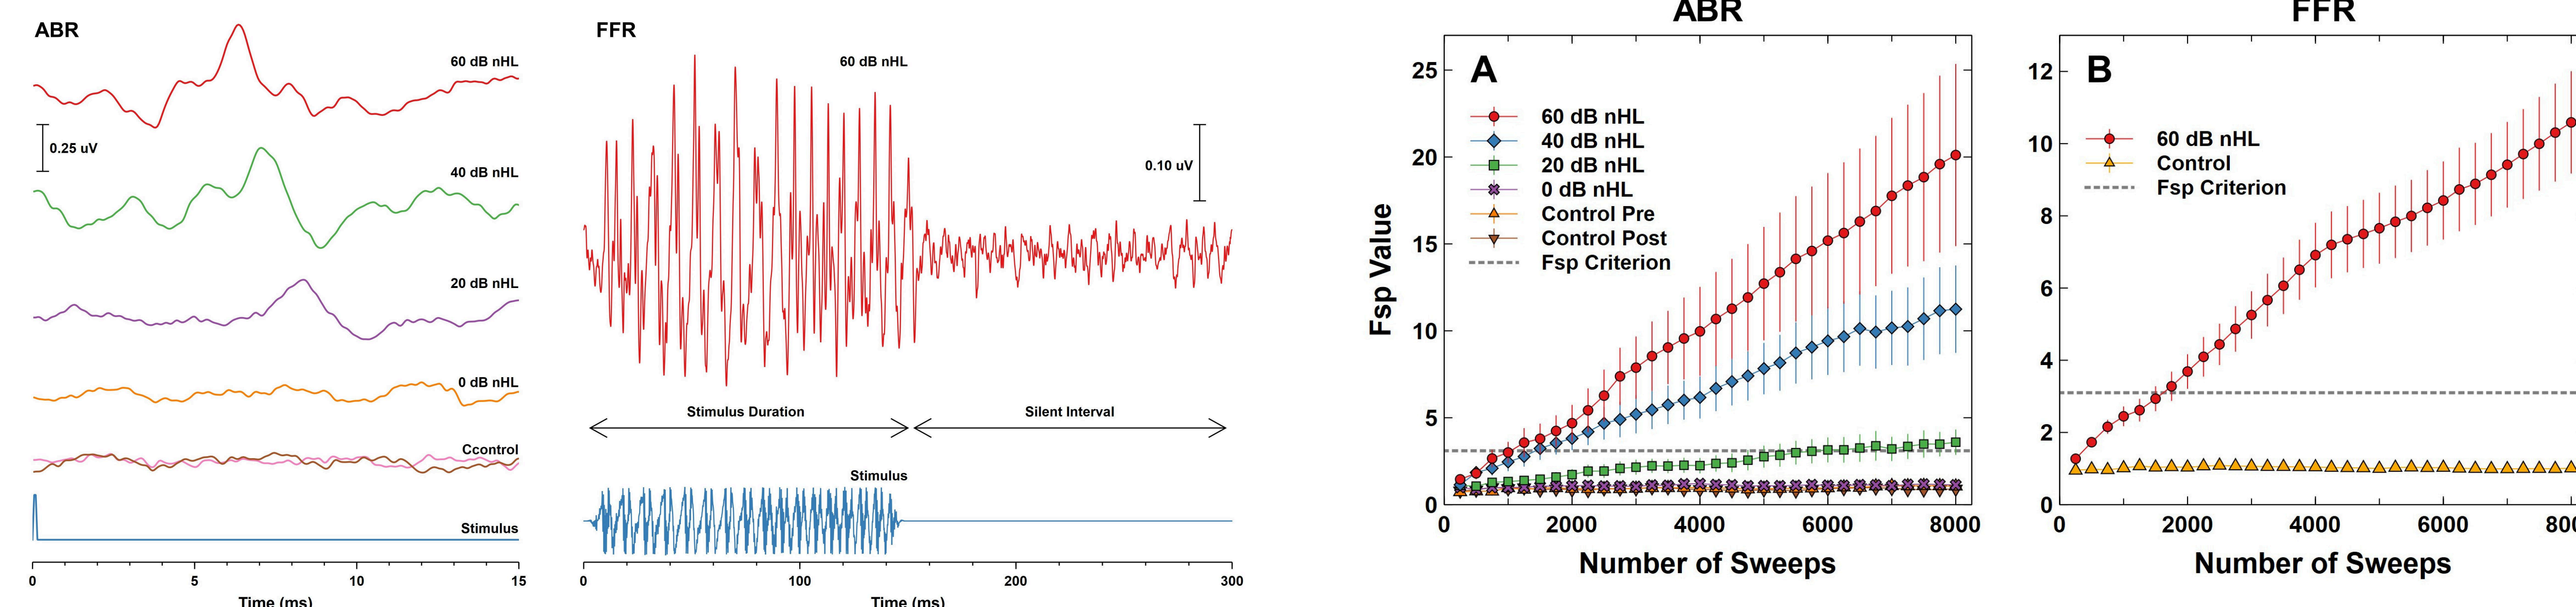 ABR
60 dB nHL
0.25 uV
40 dB nHL
20 dB nHL
0 dB nHL
Ccontrol
Stimulus
0 5 10 15
Time (ms)
FFR
60 dB nHL
0.10 uV
Stimulus Duration
Silent Interval
Stimulus
0 100 200 300
Time (ms)
ABR
A
25
20
15
10
5
0
Fsp Value
60 dB nHL
40 dB nHL
20 dB nHL
0 dB nHL
Control Pre
Control Post
Fsp Criterion
0 2000 4000 6000 8000
Number of Sweeps
FFR
B
12
10
8
6
4
2
0
60 dB nHL
Control
Fsp Criterion
0 2000 4000 6000
Number of Sweeps